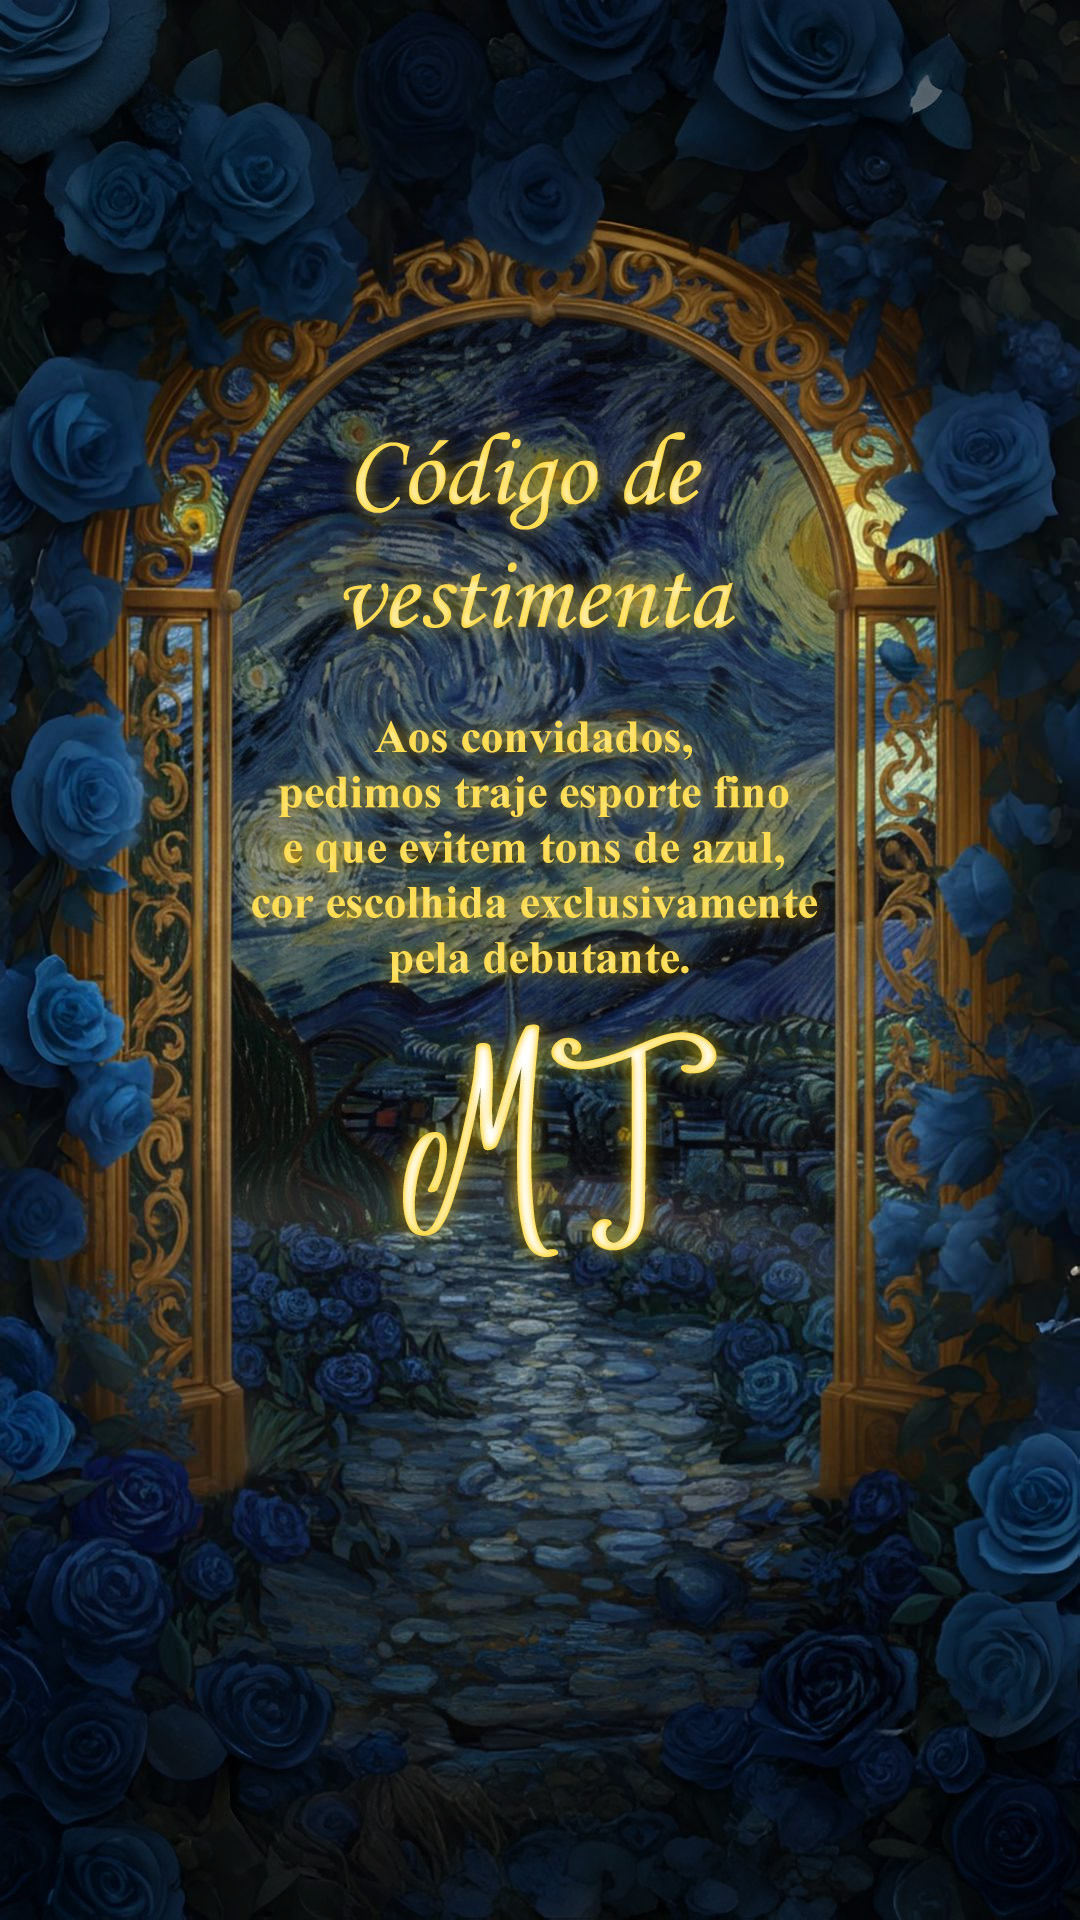 Código de
vestimenta
Aos convidados,
pedimos traje esporte fino
e que evitem tons de azul,
cor escolhida exclusivamente
pela debutante.
MT